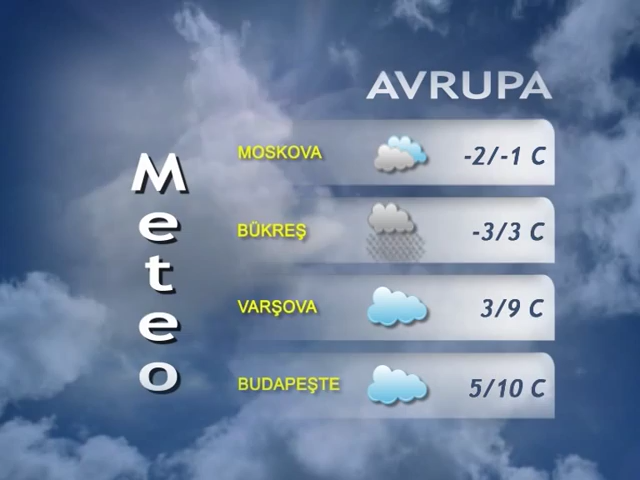 AVRUPA
Meteo
MOSKOVA -2/-1 C
BÜKREŞ -3/3 C
VARŞOVA 3/9 C
BUDAPEŞTE 5/10 C